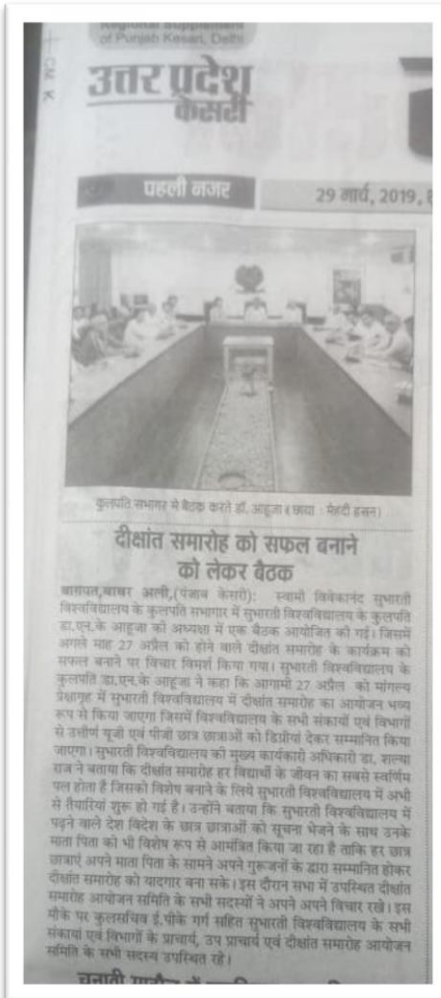 Regional Supplement
of Punjab Kesari, Delhi
CM K
उत्तर प्रदेश
केसरी
पहली नजर
29 मार्च, 2019,
कुलपति सभागार मे बैठक करते डॉ. आहूजा ( छाया : मेहदी हसन)
दीक्षांत समारोह को सफल बनाने
को लेकर बैठक
बागपत,बाबर अली,(पंजाब केसरी): स्वामी विवेकानंद सुभारती
विश्वविद्यालय के कुलपति सभागार में सुभारती विश्वविद्यालय के कुलपति
डा.एन.के आहूजा की अध्यक्षा में एक बैठक आयोजित की गई। जिसमें
अगले माह 27 अप्रैल को होने वाले दीक्षांत समारोह के कार्यक्रम को
सफल बनाने पर विचार विमर्श किया गया। सुभारती विश्वविद्यालय के
कुलपति डा.एन.के आहूजा ने कहा कि आगामी 27 अप्रैल को मांगल्य
प्रेक्षागृह में सुभारती विश्वविद्यालय में दीक्षांत समारोह का आयोजन भव्य
रूप से किया जाएगा जिसमें विश्वविद्यालय के सभी संकायों एवं विभागों
से उत्तीर्ण यूजी एवं पीजी छात्र छात्राओं को डिग्रीयां देकर सम्मानित किया
जाएगा। सुभारती विश्वविद्यालय की मुख्य कार्यकारी अधिकारी डा. शल्या
राज ने बताया कि दीक्षांत समारोह हर विद्यार्थी के जीवन का सबसे स्वर्णिम
पल होता है जिसको विशेष बनाने के लिये सुभारती विश्वविद्यालय में अभी
से तैयारियां शुरू हो गई है। उन्होंने बताया कि सुभारती विश्वविद्यालय में
पढ़ने वाले देश विदेश के छात्र छात्राओं को सूचना भेजने के साथ उनके
माता पिता को भी विशेष रूप से आमंत्रित किया जा रहा है ताकि हर छात्र
छात्राएं अपने माता पिता के सामने अपने गुरूजनों के द्वारा सम्मानित होकर
दीक्षांत समारोह को यादगार बना सके। इस दौरान सभा में उपस्थित दीक्षांत
समारोह आयोजन समिति के सभी सदस्यों ने अपने अपने विचार रखे। इस
मौके पर कुलसचिव ई.पीके गर्ग सहित सुभारती विश्वविद्यालय के सभी
संकायों एवं विभागों के प्राचार्य, उप प्राचार्य एवं दीक्षांत समारोह आयोजन
समिति के सभी सदस्य उपस्थित रहे।